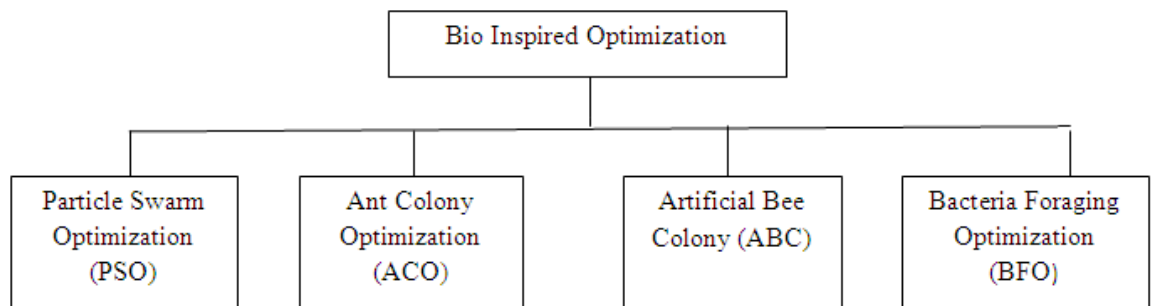 Bio Inspired Optimization
Particle Swarm
Optimization
(PSO)
Ant Colony
Optimization
(ACO)
Artificial Bee
Colony (ABC)
Bacteria Foraging
Optimization
(BFO)